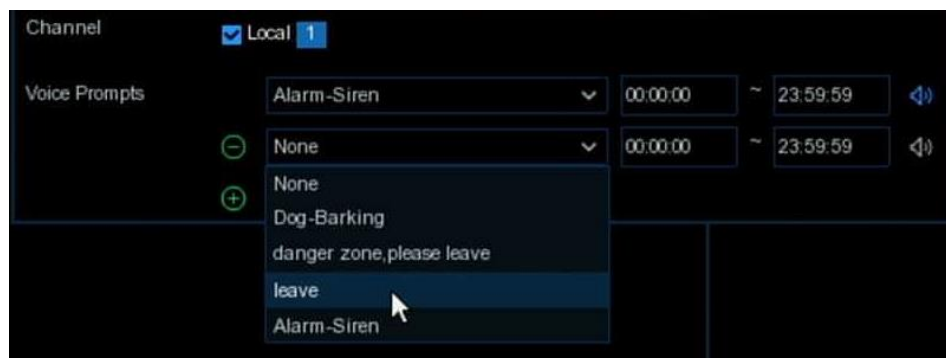 Channel Local 1
Voice Prompts Alarm-Siren 00:00:00 ~ 23:59:59
None 00:00:00 ~ 23:59:59
None
Dog-Barking
danger zone,please leave
leave
Alarm-Siren